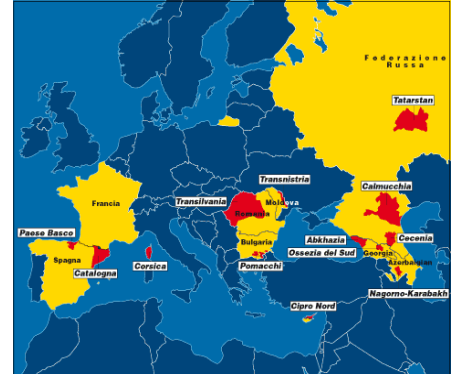 Federazione
Russa
Tatarstan
Transnistria
Calmucchia
Francia
Transilvania
Moldova
Romania
Paese Basco
Abkhazia
Cecenia
Bulgaria
Ossezia del Sud
Georgia
Spagna
Corsica
Pomacchi
Azerbaigian
Catalogna
Nagorno-Karabakh
Cipro Nord